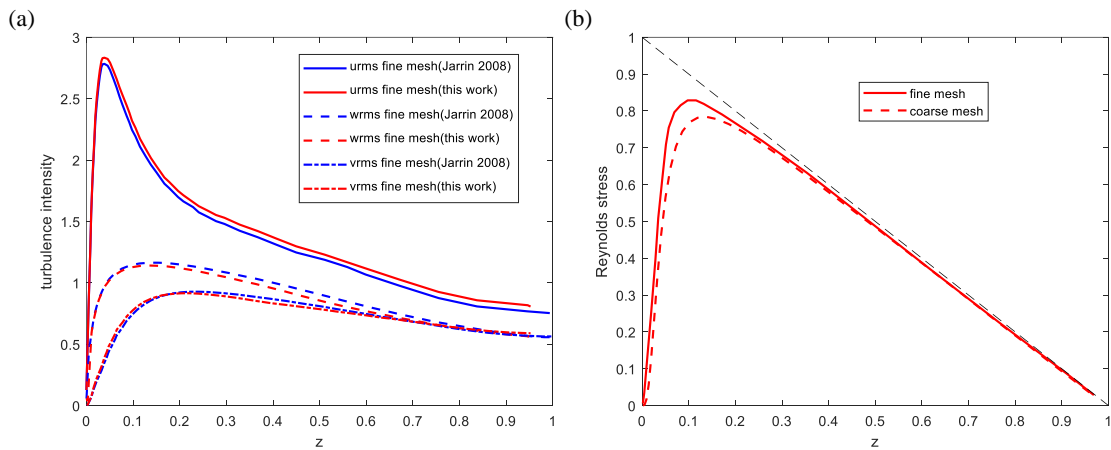 (a)
turbulence intensity
3
2.5
2
1.5
1
0.5
0
0 0.1 0.2 0.3 0.4 0.5 0.6 0.7 0.8 0.9 1
z
urms fine mesh(Jarrin 2008)
urms fine mesh(this work)
wrms fine mesh(Jarrin 2008)
wrms fine mesh(this work)
vrms fine mesh(Jarrin 2008)
vrms fine mesh(this work)
(b)
Reynolds stress
1
0.9
0.8
0.7
0.6
0.5
0.4
0.3
0.2
0.1
0
0 0.1 0.2 0.3 0.4 0.5 0.6 0.7 0.8 0.9 1
z
fine mesh
coarse mesh